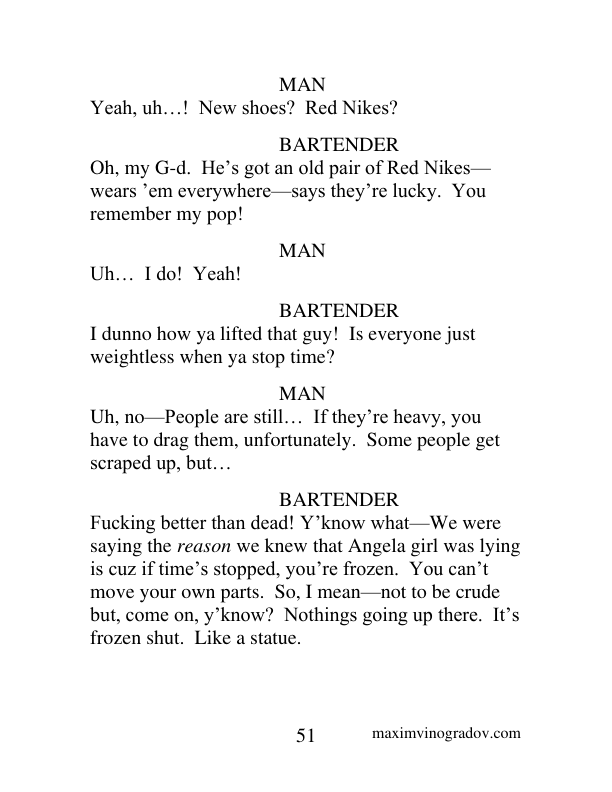 MAN
Yeah, uh…!  New shoes?  Red Nikes?
BARTENDER
Oh, my G-d.  He’s got an old pair of Red Nikes—
wears ’em everywhere—says they’re lucky.  You
remember my pop!
MAN
Uh…  I do!  Yeah!
BARTENDER
I dunno how ya lifted that guy!  Is everyone just
weightless when ya stop time?
MAN
Uh, no—People are still…  If they’re heavy, you
have to drag them, unfortunately.  Some people get
scraped up, but…
BARTENDER
Fucking better than dead! Y’know what—We were
saying the reason we knew that Angela girl was lying
is cuz if time’s stopped, you’re frozen.  You can’t
move your own parts.  So, I mean—not to be crude
but, come on, y’know?  Nothings going up there.  It’s
frozen shut.  Like a statue.
51
maximvinogradov.com